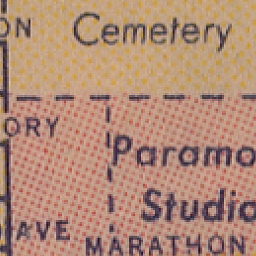 ON
Cemetery
ORY
Paramo
Studio
AVE
MARATHON